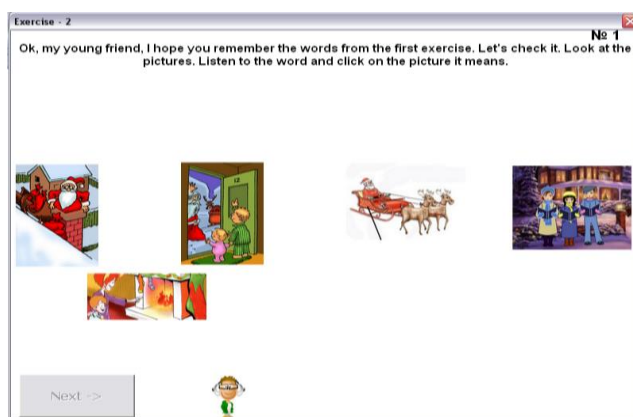 Exercise - 2
№ 1
Ok, my young friend, I hope you remember the words from the first exercise. Let's check it. Look at the
pictures. Listen to the word and click on the picture it means.
12
Next ->